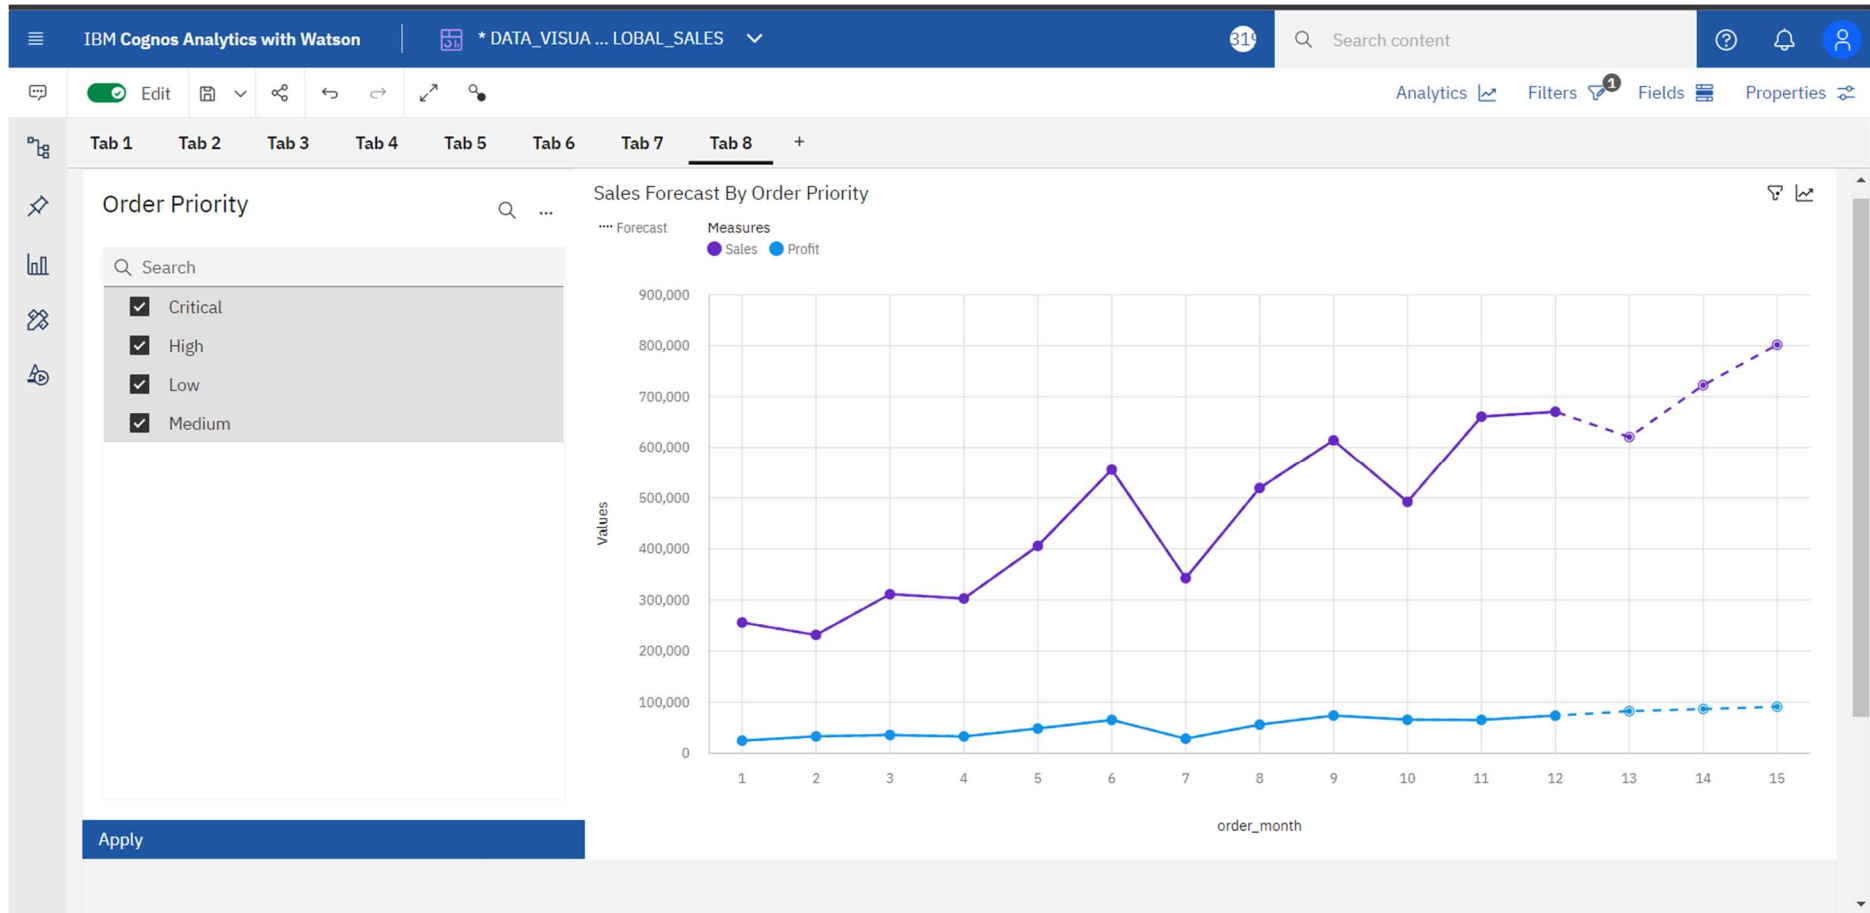 IBM Cognos Analytics with Watson
* DATA_VISUA ... LOBAL_SALES
Search content
Edit
Analytics
Filters
1
Fields
Properties
Tab 1
Tab 2
Tab 3
Tab 4
Tab 5
Tab 6
Tab 7
Tab 8
+
Order Priority
...
Search
Critical
High
Low
Medium
Apply
Sales Forecast By Order Priority
Forecast
Measures
Sales
Profit
900,000
800,000
700,000
600,000
500,000
400,000
300,000
200,000
100,000
0
Values
1 2 3 4 5 6 7 8 9 10 11 12 13 14 15
order_month